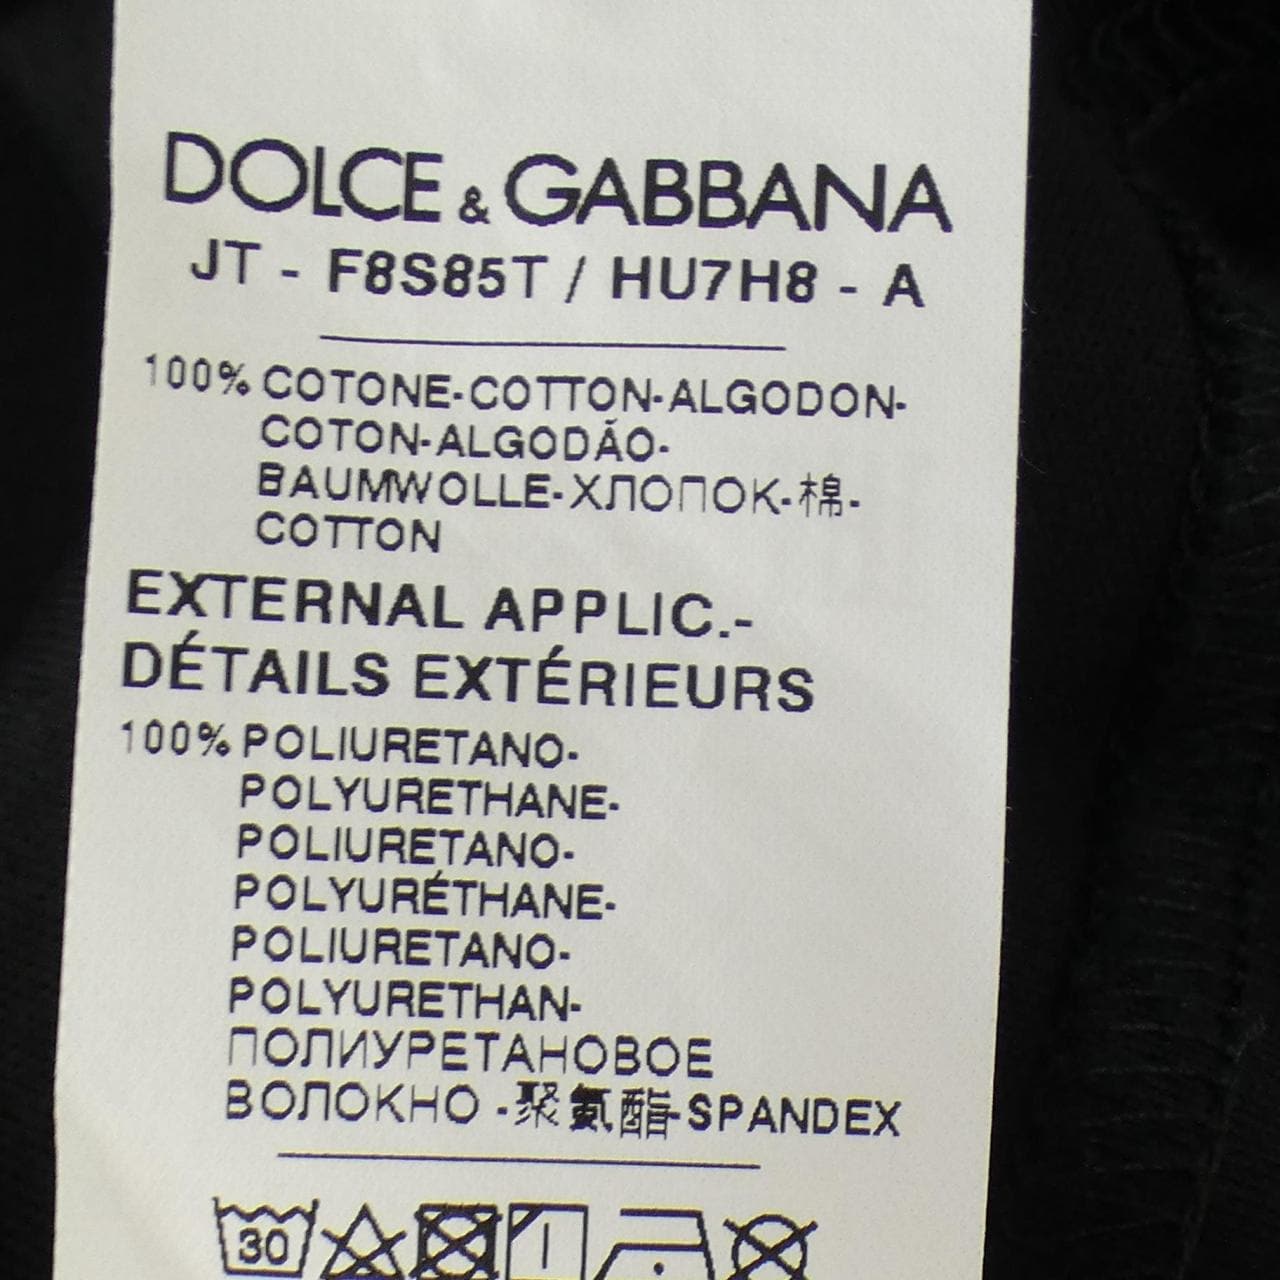 DOLCE & GABBANA
JT - F8S85T / HU7H8 - A
100% COTONE-COTTON-ALGODON-
COTON-ALGODÃO-
BAUMWOLLE-ХЛОПОК-棉-
COTTON
EXTERNAL APPLIC.-
DÉTAILS EXTÉRIEURS
100% POLIURETANO-
POLYURETHANE-
POLIURETANO-
POLYURÉTHANE-
POLIURETANO-
POLYURETHAN-
ПОЛИУРЕТАНОВОЕ
ВОЛОКНО -聚氨酯-SPANDEX
30